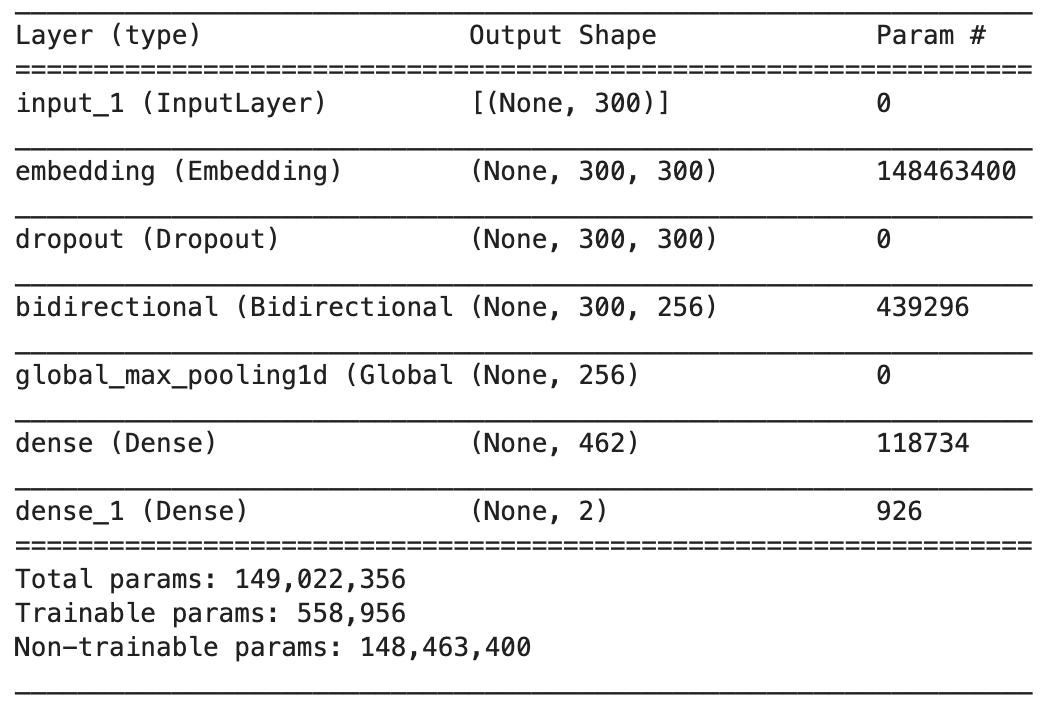 Layer (type) Output Shape Param #
input_1 (InputLayer) [(None, 300)] 0
embedding (Embedding) (None, 300, 300) 148463400
dropout (Dropout) (None, 300, 300) 0
bidirectional (Bidirectional (None, 300, 256) 439296
global_max_pooling1d (Global (None, 256) 0
dense (Dense) (None, 462) 118734
dense_1 (Dense) (None, 2) 926
Total params: 149,022,356
Trainable params: 558,956
Non-trainable params: 148,463,400